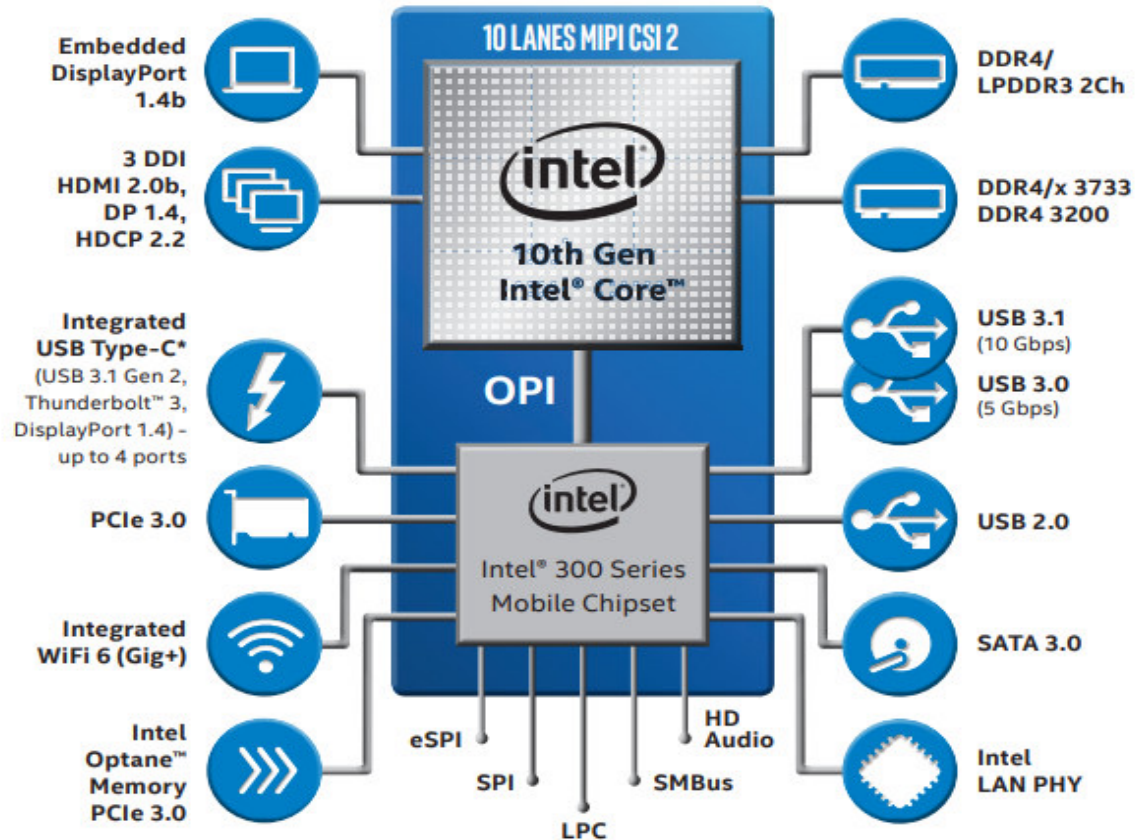 10 LANES MIPI CSI 2
Embedded
DisplayPort
1.4b
3 DDI
HDMI 2.0b,
DP 1.4,
HDCP 2.2
Integrated
USB Type-C*
(USB 3.1 Gen 2,
Thunderbolt™ 3,
DisplayPort 1.4) –
up to 4 ports
PCIe 3.0
Integrated
WiFi 6 (Gig+)
Intel
Optane™
Memory
PCIe 3.0
intel
10th Gen
Intel® Core™
OPI
intel
Intel® 300 Series
Mobile Chipset
eSPI
SPI
LPC
SMBus
HD
Audio
DDR4/
LPDDR3 2Ch
DDR4/x 3733
DDR4 3200
USB 3.1
(10 Gbps)
USB 3.0
(5 Gbps)
USB 2.0
SATA 3.0
Intel
LAN PHY